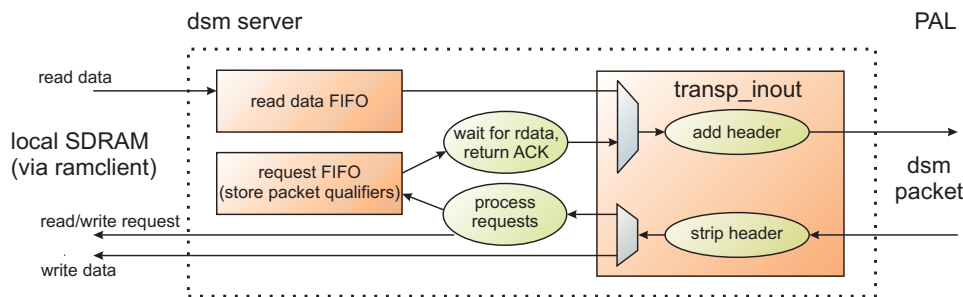 dsm server
PAL
read data
read data FIFO
transp_inout
wait for rdata,
return ACK
add header
local SDRAM
(via ramclient)
request FIFO
(store packet qualifiers)
dsm
packet
process
requests
read/write request
strip header
write data